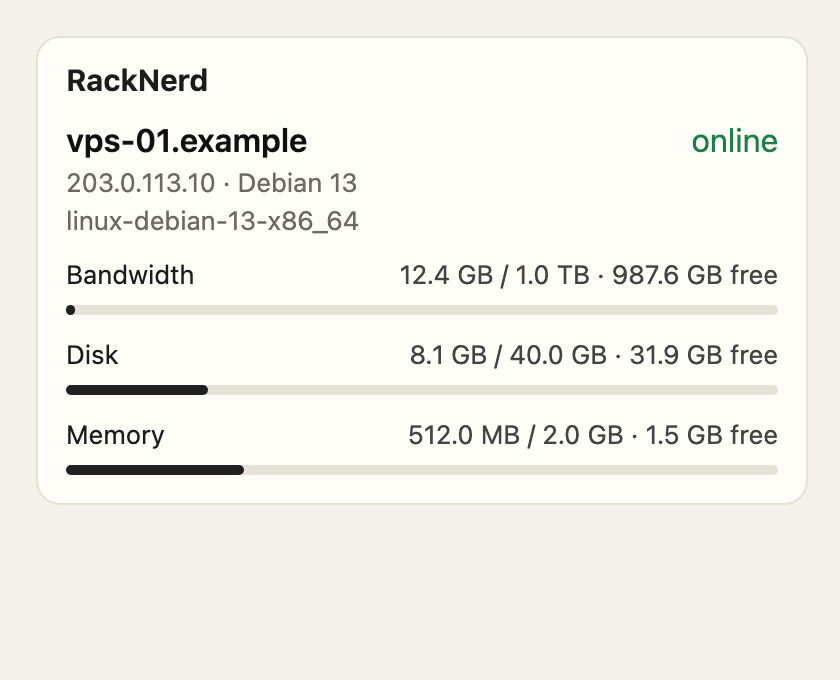 RackNerd
vps-01.example online
203.0.113.10 · Debian 13
linux-debian-13-x86_64
Bandwidth 12.4 GB / 1.0 TB · 987.6 GB free
Disk 8.1 GB / 40.0 GB · 31.9 GB free
Memory 512.0 MB / 2.0 GB · 1.5 GB free